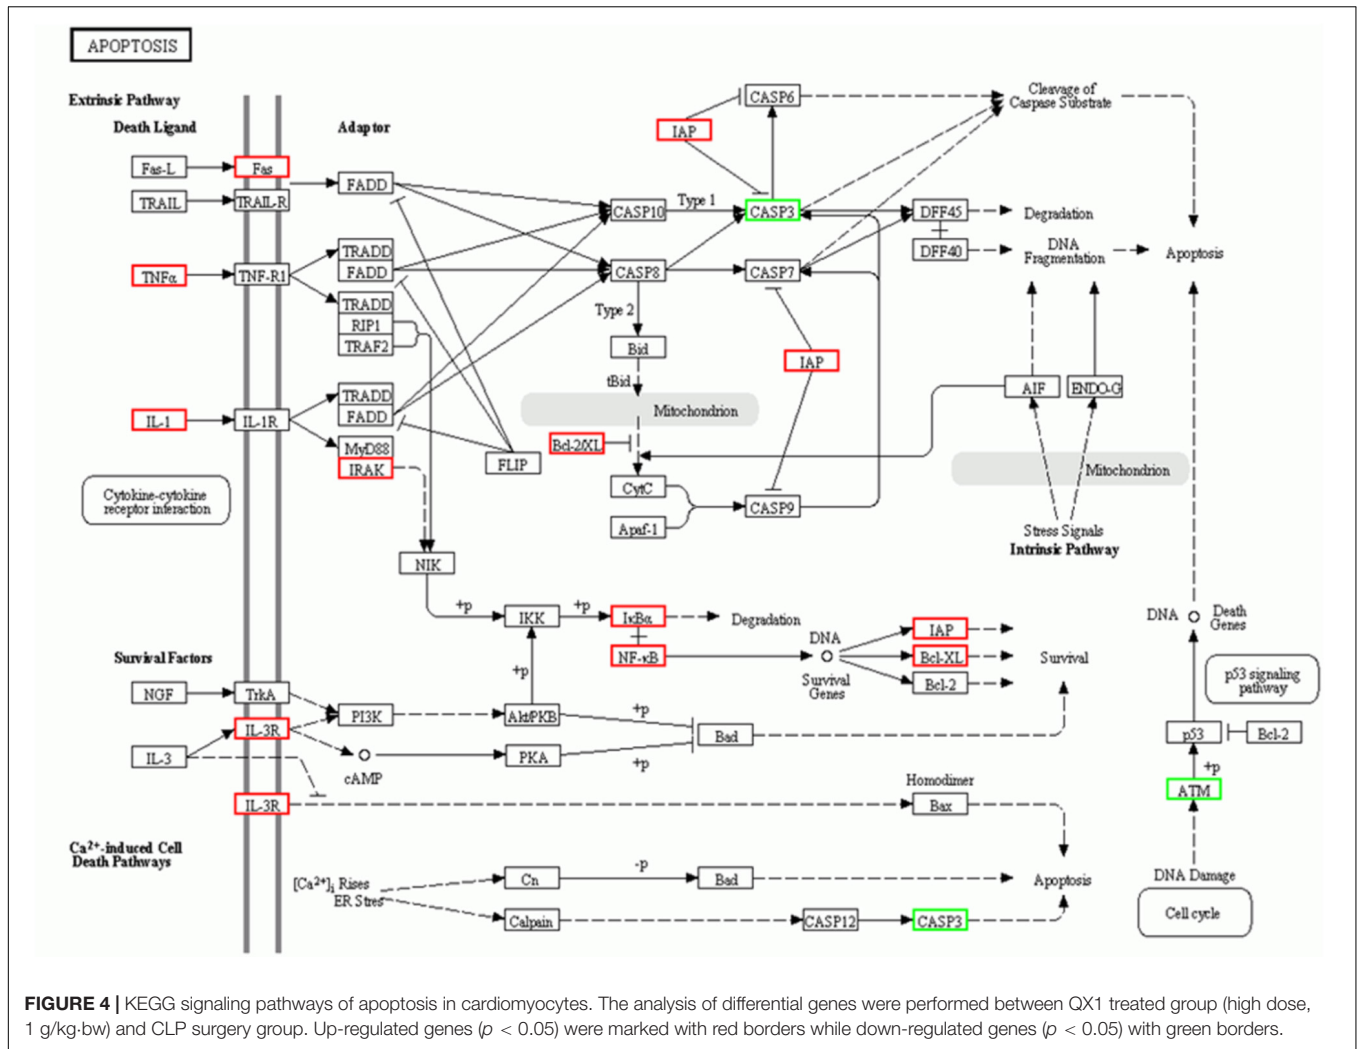 APOPTOSIS
Extrinsic Pathway
Death Ligand
Adaptor
Fas-L
Fas
TRAIL
TRAIL-R
FADD
TNFα
TNF-R1
TRADD
FADD
TRADD
RIP1
TRAF2
IL-1
IL-1R
TRADD
FADD
MyD88
IRAK
Cytokine-cytokine
receptor interaction
FLIP
NIK
IAP
CASP6
Cleavage of
Caspase Substrate
CASP10
Type 1
CASP3
DFF45
Degradation
DFF40
DNA
Fragmentation
Apoptosis
CASP8
CASP7
Type 2
Bid
tBid
Mitochondrion
IAP
Bcl-2/XL
CytC
Apaf-1
CASP9
AIF
ENDO-G
Mitochondrion
Stress Signals
Intrinsic Pathway
+p
IKK
+p
IκBα
Degradation
NF-κB
DNA
Survival
Genes
IAP
Bcl-XL
Bcl-2
Survival
DNA
Death
Genes
p53 signaling
pathway
Survival Factors
NGF
TrkA
PI3K
+p
Akt/PKB
+p
Bad
IL-3
IL-3R
cAMP
PKA
+p
p53
Bcl-2
+p
ATM
DNA Damage
Cell cycle
IL-3R
Homodimer
Bax
Ca²⁺-induced Cell
Death Pathways
[Ca²⁺]i Rises
ER Stres
Cn
-p
Bad
Apoptosis
Calpain
CASP12
CASP3
FIGURE 4 | KEGG signaling pathways of apoptosis in cardiomyocytes. The analysis of differential genes were performed between QX1 treated group (high dose,
1 g/kg·bw) and CLP surgery group. Up-regulated genes (p < 0.05) were marked with red borders while down-regulated genes (p < 0.05) with green borders.